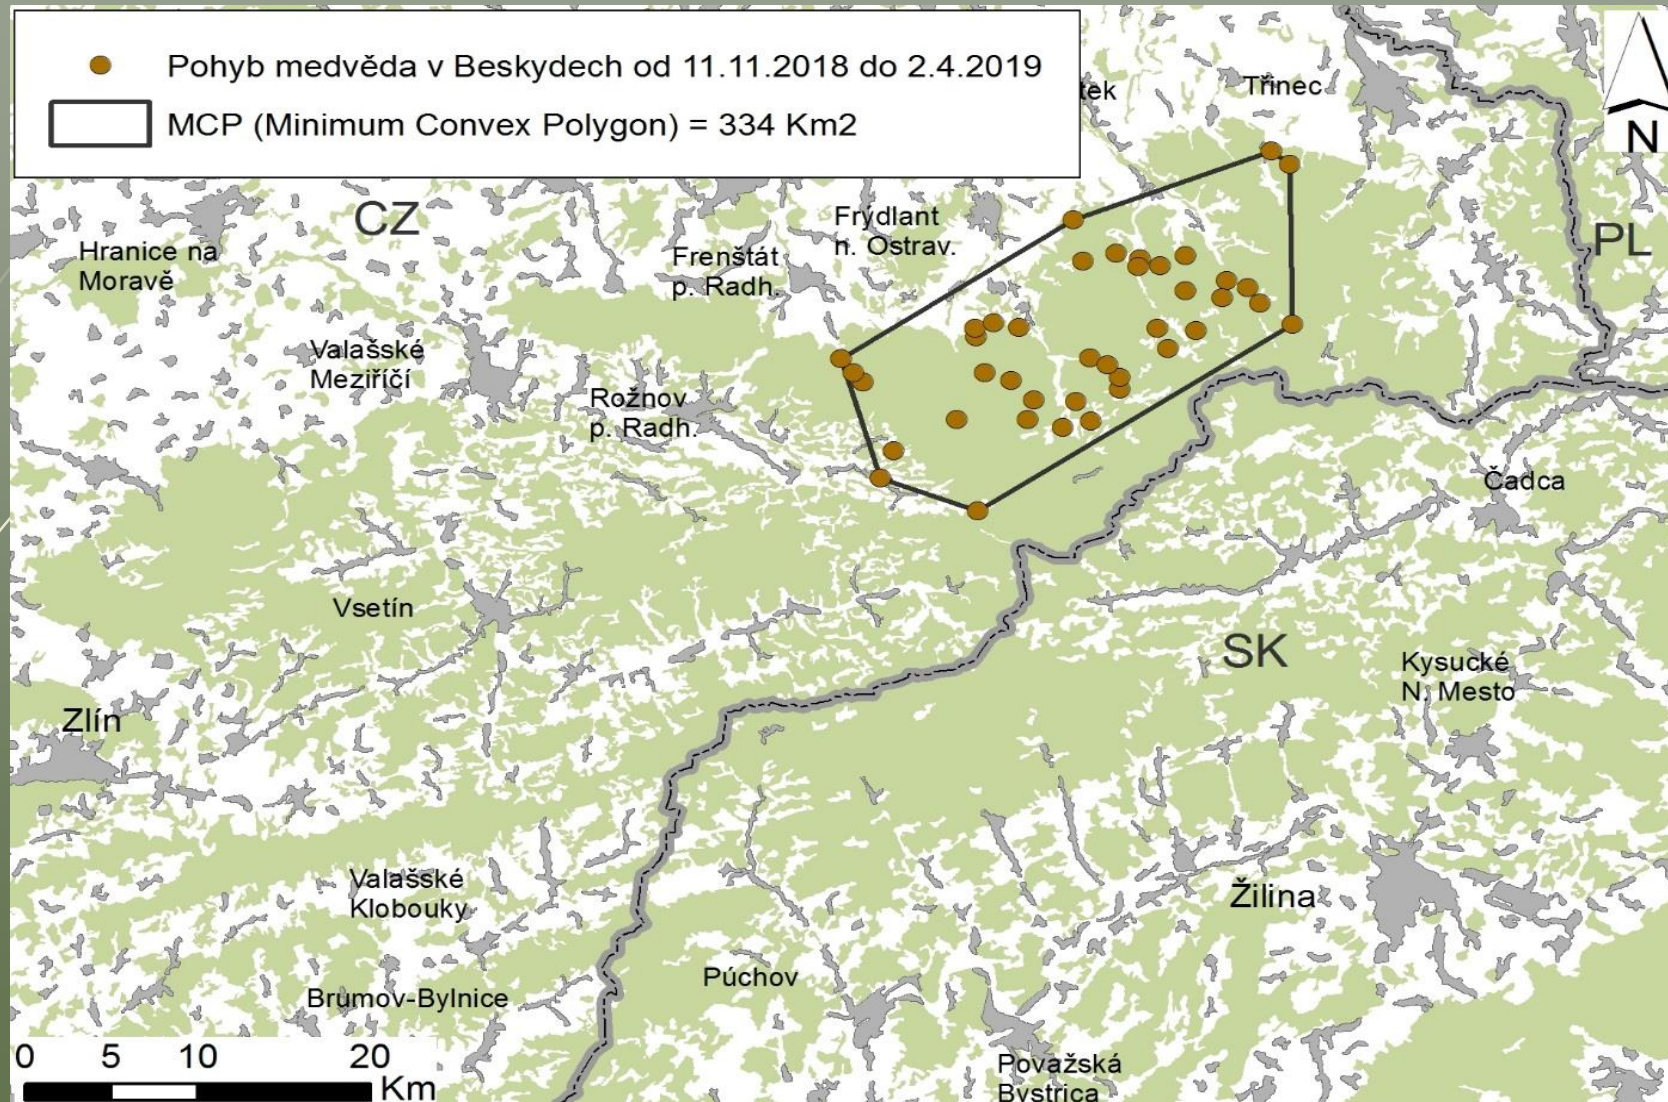 Pohyb medvěda v Beskydech od 11.11.2018 do 2.4.2019
MCP (Minimum Convex Polygon) = 334 Km2
tek
Třinec
N
CZ
PL
Hranice na
Moravě
Frýdlant
n. Ostrav.
Frenštát
p. Radh.
Valašské
Meziříčí
Rožnov
p. Radh.
Čadca
Vsetín
SK
Kysucké
N. Mesto
Zlín
Valašské
Klobouky
Žilina
Púchov
Brumov-Bylnice
Považská
Bystrica
0 5 10 20
Km